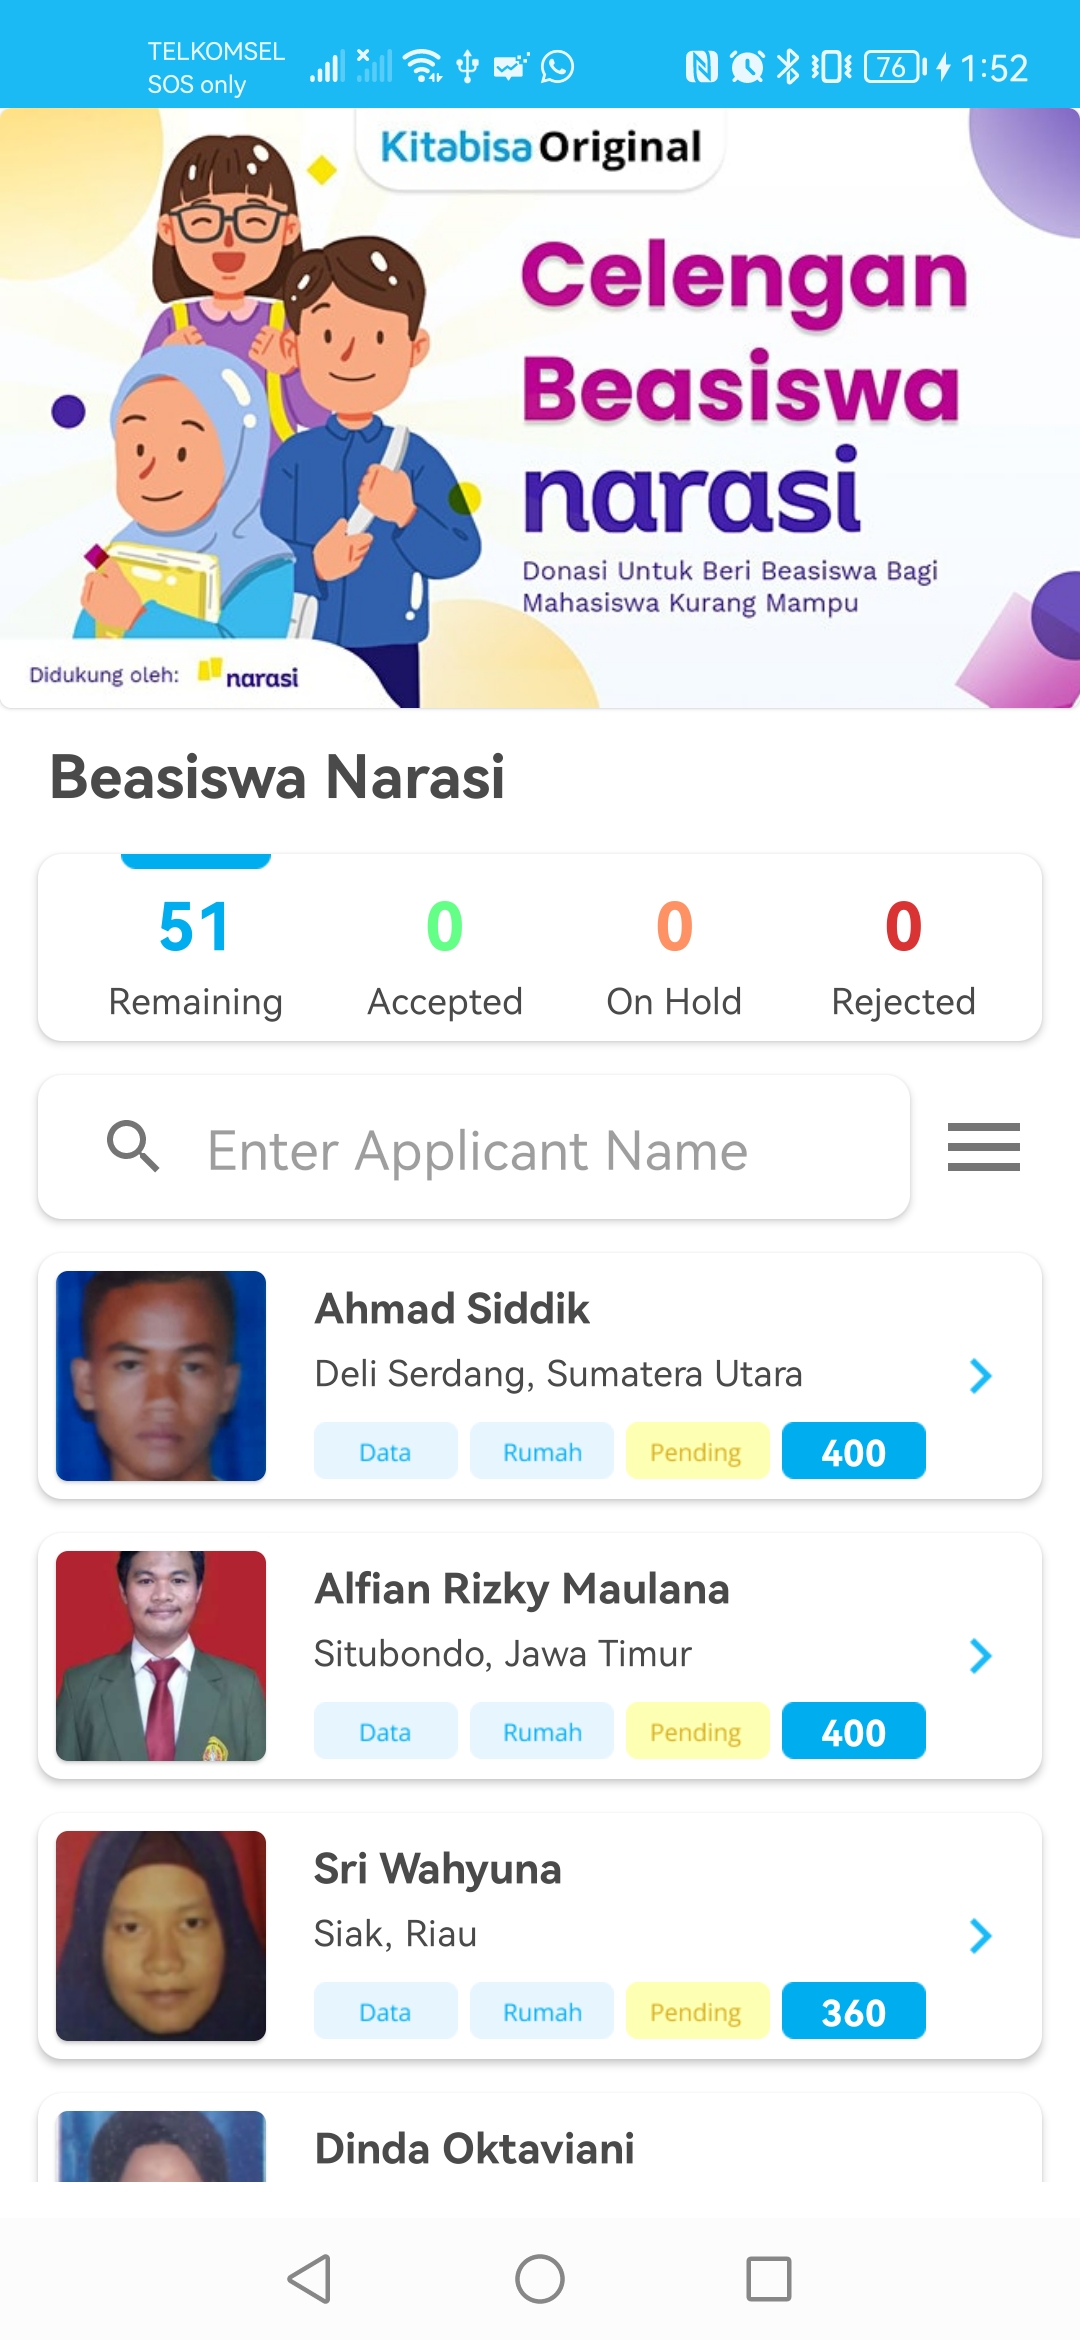 TELKOMSEL
SOS only
76
1:52
Kitabisa Original
Celengan
Beasiswa
narasi
Donasi Untuk Beri Beasiswa Bagi
Mahasiswa Kurang Mampu
Didukung oleh: narasi
Beasiswa Narasi
51 0 0 0
Remaining Accepted On Hold Rejected
Enter Applicant Name
Ahmad Siddik
Deli Serdang, Sumatera Utara
Data Rumah Pending 400
Alfian Rizky Maulana
Situbondo, Jawa Timur
Data Rumah Pending 400
Sri Wahyuna
Siak, Riau
Data Rumah Pending 360
Dinda Oktaviani